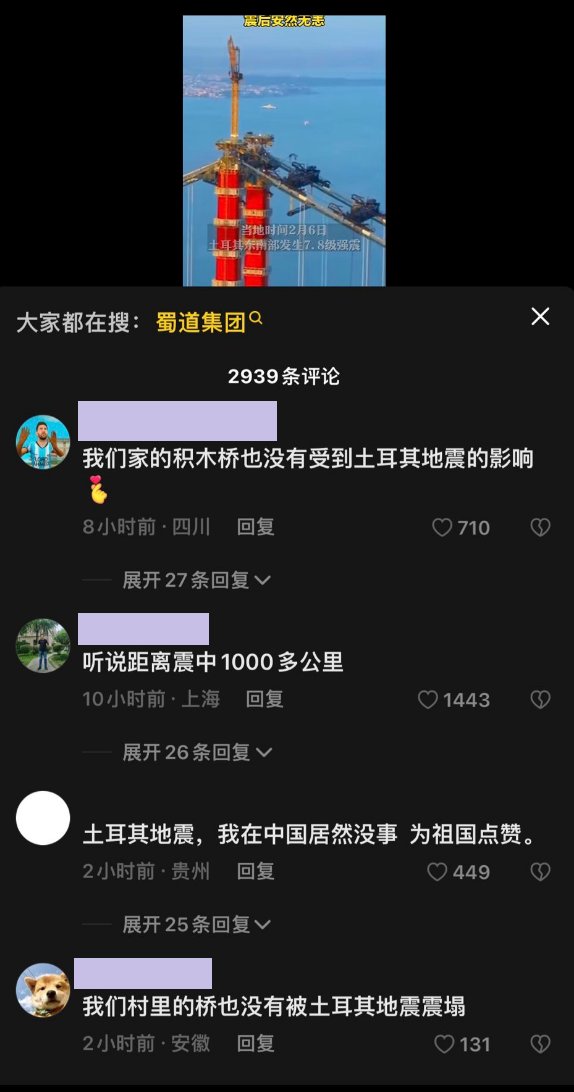 震后安然无恙
当地时间2月6日
土耳其东南部发生7.8级强震
大家都在搜：蜀道集团
2939条评论
我们家的积木桥也没有受到土耳其地震的影响
8小时前·四川 回复
710
展开27条回复
听说距离震中1000多公里
10小时前·上海 回复
1443
展开26条回复
土耳其地震，我在中国居然没事 为祖国点赞。
2小时前·贵州 回复
449
展开25条回复
我们村里的桥也没有被土耳其地震震塌
2小时前·安徽 回复
131